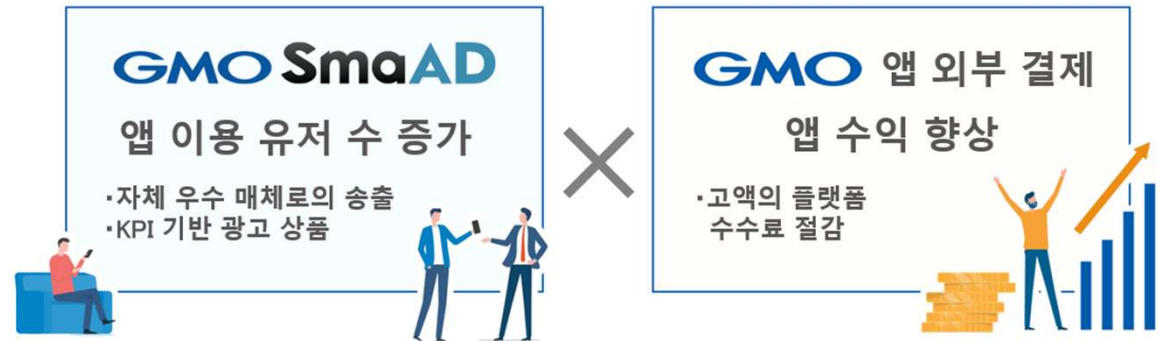 GMO SmaAD
앱 이용 유저 수 증가
·자체 우수 매체로의 송출
·KPI 기반 광고 상품
GMO 앱 외부 결제
앱 수익 향상
·고액의 플랫폼
수수료 절감